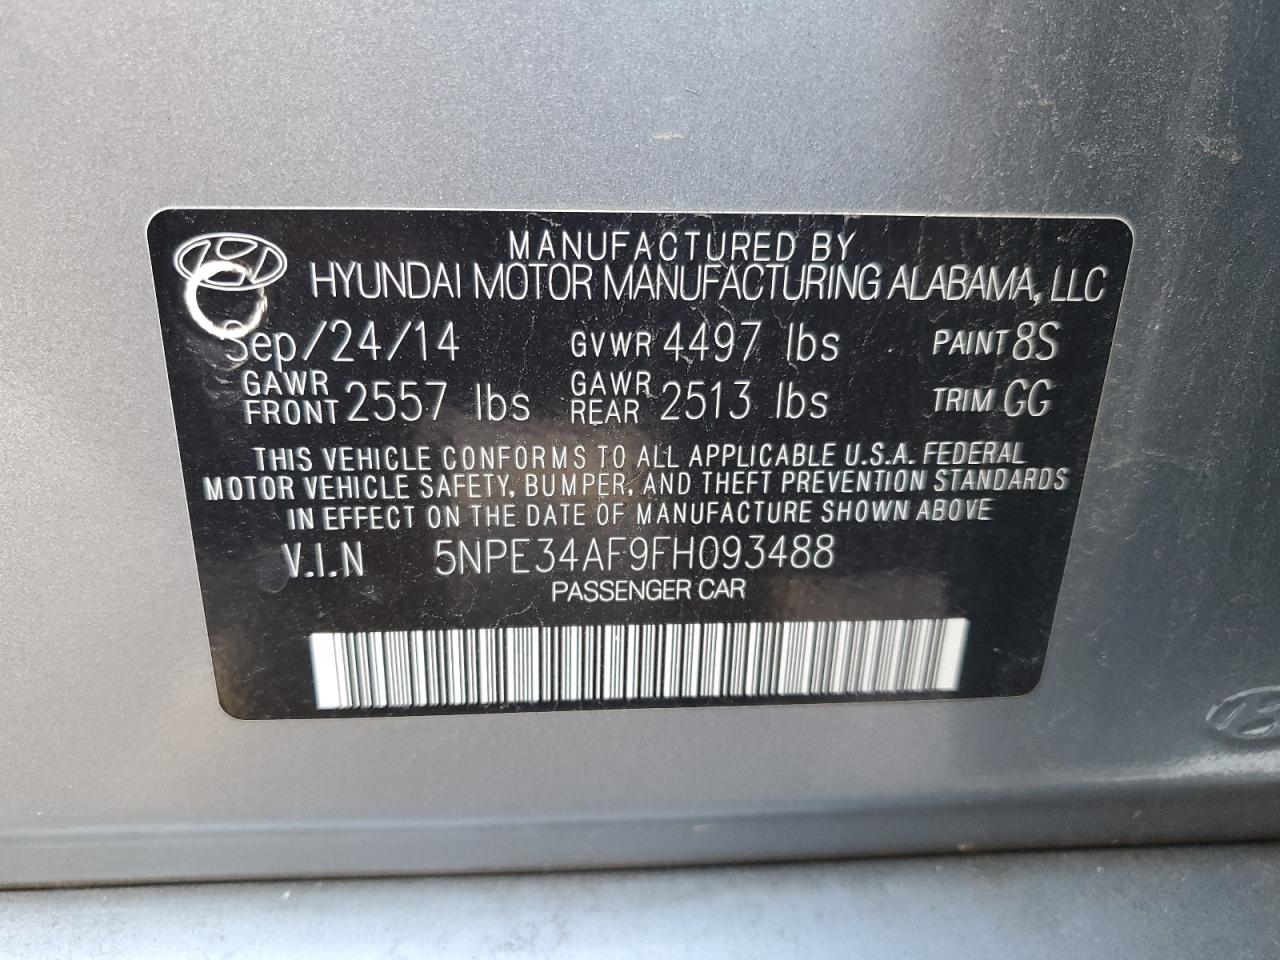 MANUFACTURED BY
HYUNDAI MOTOR MANUFACTURING ALABAMA, LLC
Sep/24/14 GVWR 4497 lbs PAINT 8S
GAWR FRONT 2557 lbs GAWR REAR 2513 lbs TRIM GG
THIS VEHICLE CONFORMS TO ALL APPLICABLE U.S.A. FEDERAL
MOTOR VEHICLE SAFETY, BUMPER, AND THEFT PREVENTION STANDARDS
IN EFFECT ON THE DATE OF MANUFACTURE SHOWN ABOVE
V.I.N 5NPE34AF9FH093488
PASSENGER CAR